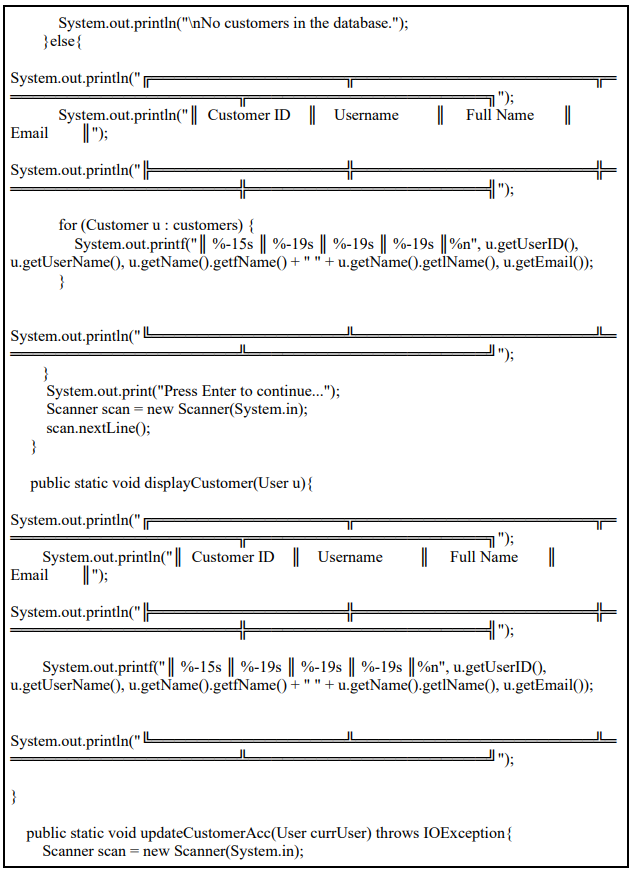 System.out.println("\nNo customers in the database.");
}else{
System.out.println("╔══════════════════╦══════════════════════╦═
═════════════════════╦══════════════════════╗");
System.out.println("║ Customer ID ║ Username ║ Full Name ║
Email ║");
System.out.println("╠══════════════════╬══════════════════════╬═
═════════════════════╬══════════════════════╣");
for (Customer u : customers) {
System.out.printf("║ %-15s ║ %-19s ║ %-19s ║ %-19s ║%n", u.getUserID(),
u.getUserName(), u.getName().getfName() + " " + u.getName().getlName(), u.getEmail());
}
System.out.println("╚══════════════════╩══════════════════════╩═
═════════════════════╩══════════════════════╝");
}
System.out.print("Press Enter to continue...");
Scanner scan = new Scanner(System.in);
scan.nextLine();
}
public static void displayCustomer(User u){
System.out.println("╔══════════════════╦══════════════════════╦═
═════════════════════╦══════════════════════╗");
System.out.println("║ Customer ID ║ Username ║ Full Name ║
Email ║");
System.out.println("╠══════════════════╬══════════════════════╬═
═════════════════════╬══════════════════════╣");
System.out.printf("║ %-15s ║ %-19s ║ %-19s ║ %-19s ║%n", u.getUserID(),
u.getUserName(), u.getName().getfName() + " " + u.getName().getlName(), u.getEmail());
System.out.println("╚══════════════════╩══════════════════════╩═
═════════════════════╩══════════════════════╝");
}
public static void updateCustomerAcc(User currUser) throws IOException{
Scanner scan = new Scanner(System.in);